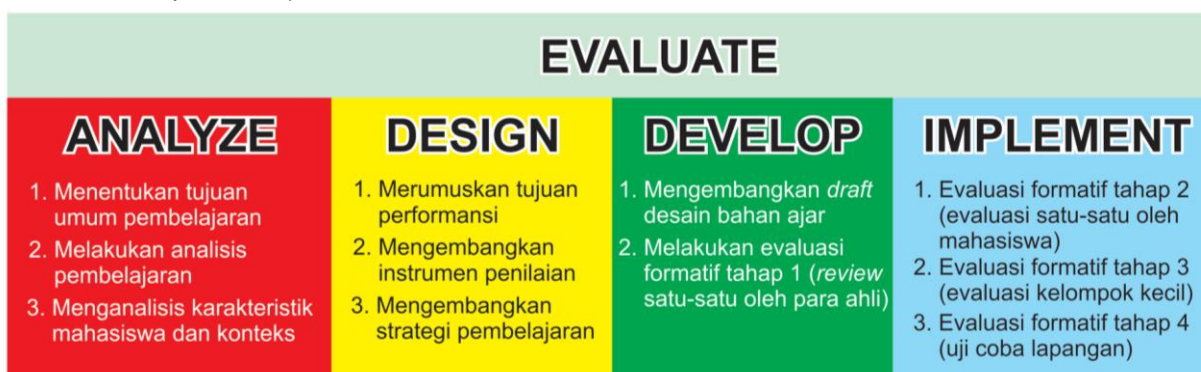 EVALUATE
ANALYZE
1. Menentukan tujuan
umum pembelajaran
2. Melakukan analisis
pembelajaran
3. Menganalisis karakteristik
mahasiswa dan konteks
DESIGN
1. Merumuskan tujuan
performansi
2. Mengembangkan
instrumen penilaian
3. Mengembangkan
strategi pembelajaran
DEVELOP
1. Mengembangkan draft
desain bahan ajar
2. Melakukan evaluasi
formatif tahap 1 (review
satu-satu oleh para ahli)
IMPLEMENT
1. Evaluasi formatif tahap 2
(evaluasi satu-satu oleh
mahasiswa)
2. Evaluasi formatif tahap 3
(evaluasi kelompok kecil)
3. Evaluasi formatif tahap 4
(uji coba lapangan)